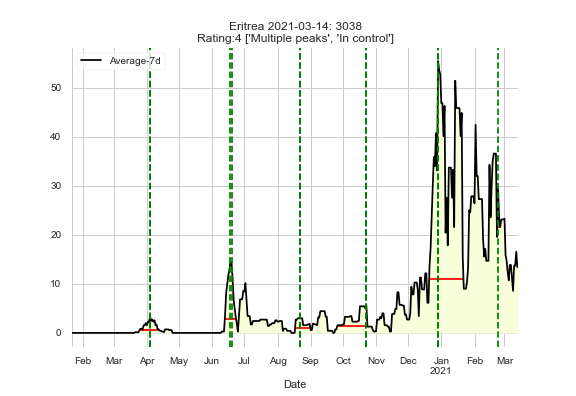 Eritrea 2021-03-14: 3038
Rating:4 ['Multiple peaks', 'In control']
Average-7d
50
40
30
20
10
0
Feb Mar Apr May Jun Jul Aug Sep Oct Nov Dec Jan Feb Mar
2021
Date